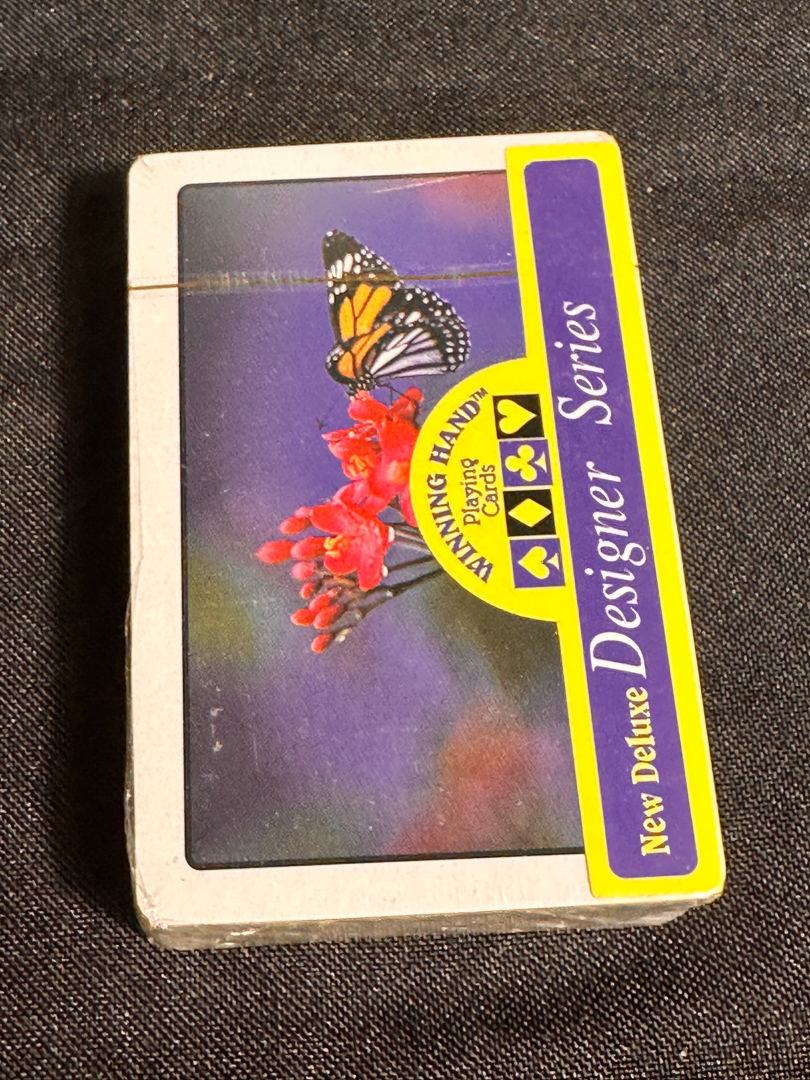 WINNING HAND™
Playing
Cards
New Deluxe Designer Series